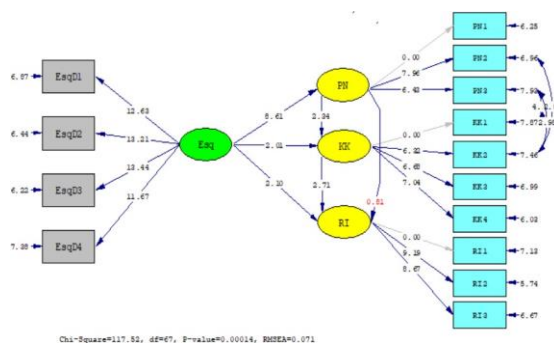 PN1
6.25
0.00
PN2
6.96
6.87
EsqD1
7.96
PN
6.43
PN3
7.92
12.63
8.61
2.34
0.00
KK1
7.87
6.44
EsqD2
13.21
Esq
2.01
KK
6.32
KK2
7.46
6.22
EsqD3
13.44
2.71
6.68
KK3
6.99
2.10
7.04
KK4
6.03
11.67
0.81
0.00
RI1
7.13
7.38
EsqD4
RI
9.19
RI2
5.74
8.67
RI3
6.67
Chi-Square=117.52, df=67, P-value=0.00014, RMSEA=0.071